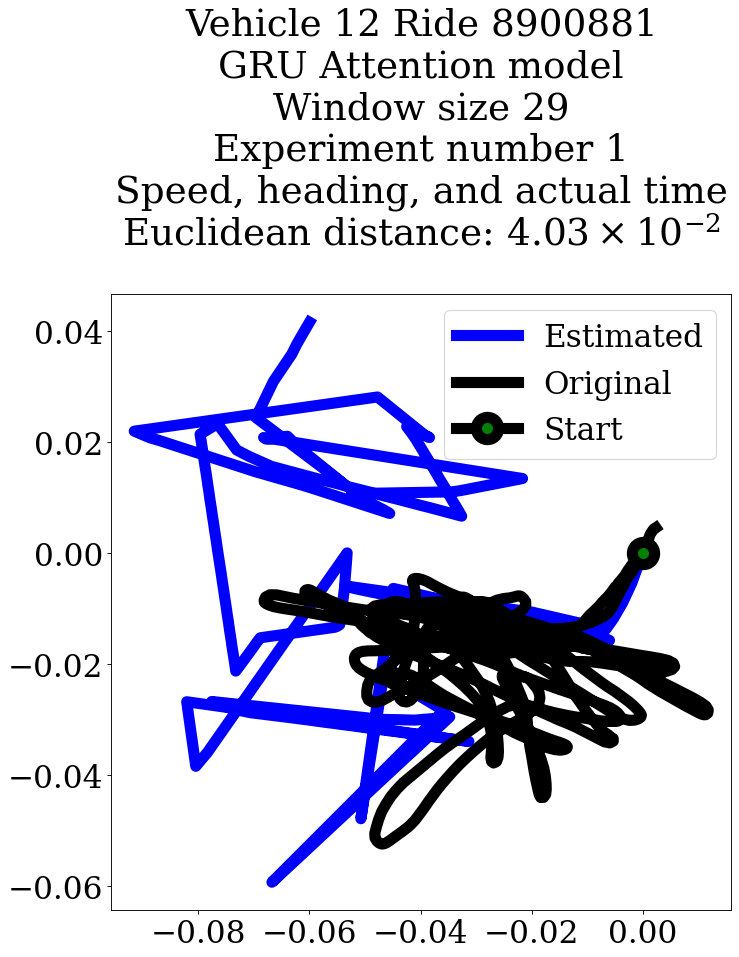 Vehicle 12 Ride 8900881
GRU Attention model
Window size 29
Experiment number 1
Speed, heading, and actual time
Euclidean distance: 4.03 × 10⁻²
Estimated
Original
Start
0.04
0.02
0.00
−0.02
−0.04
−0.06
−0.08 −0.06 −0.04 −0.02 0.00